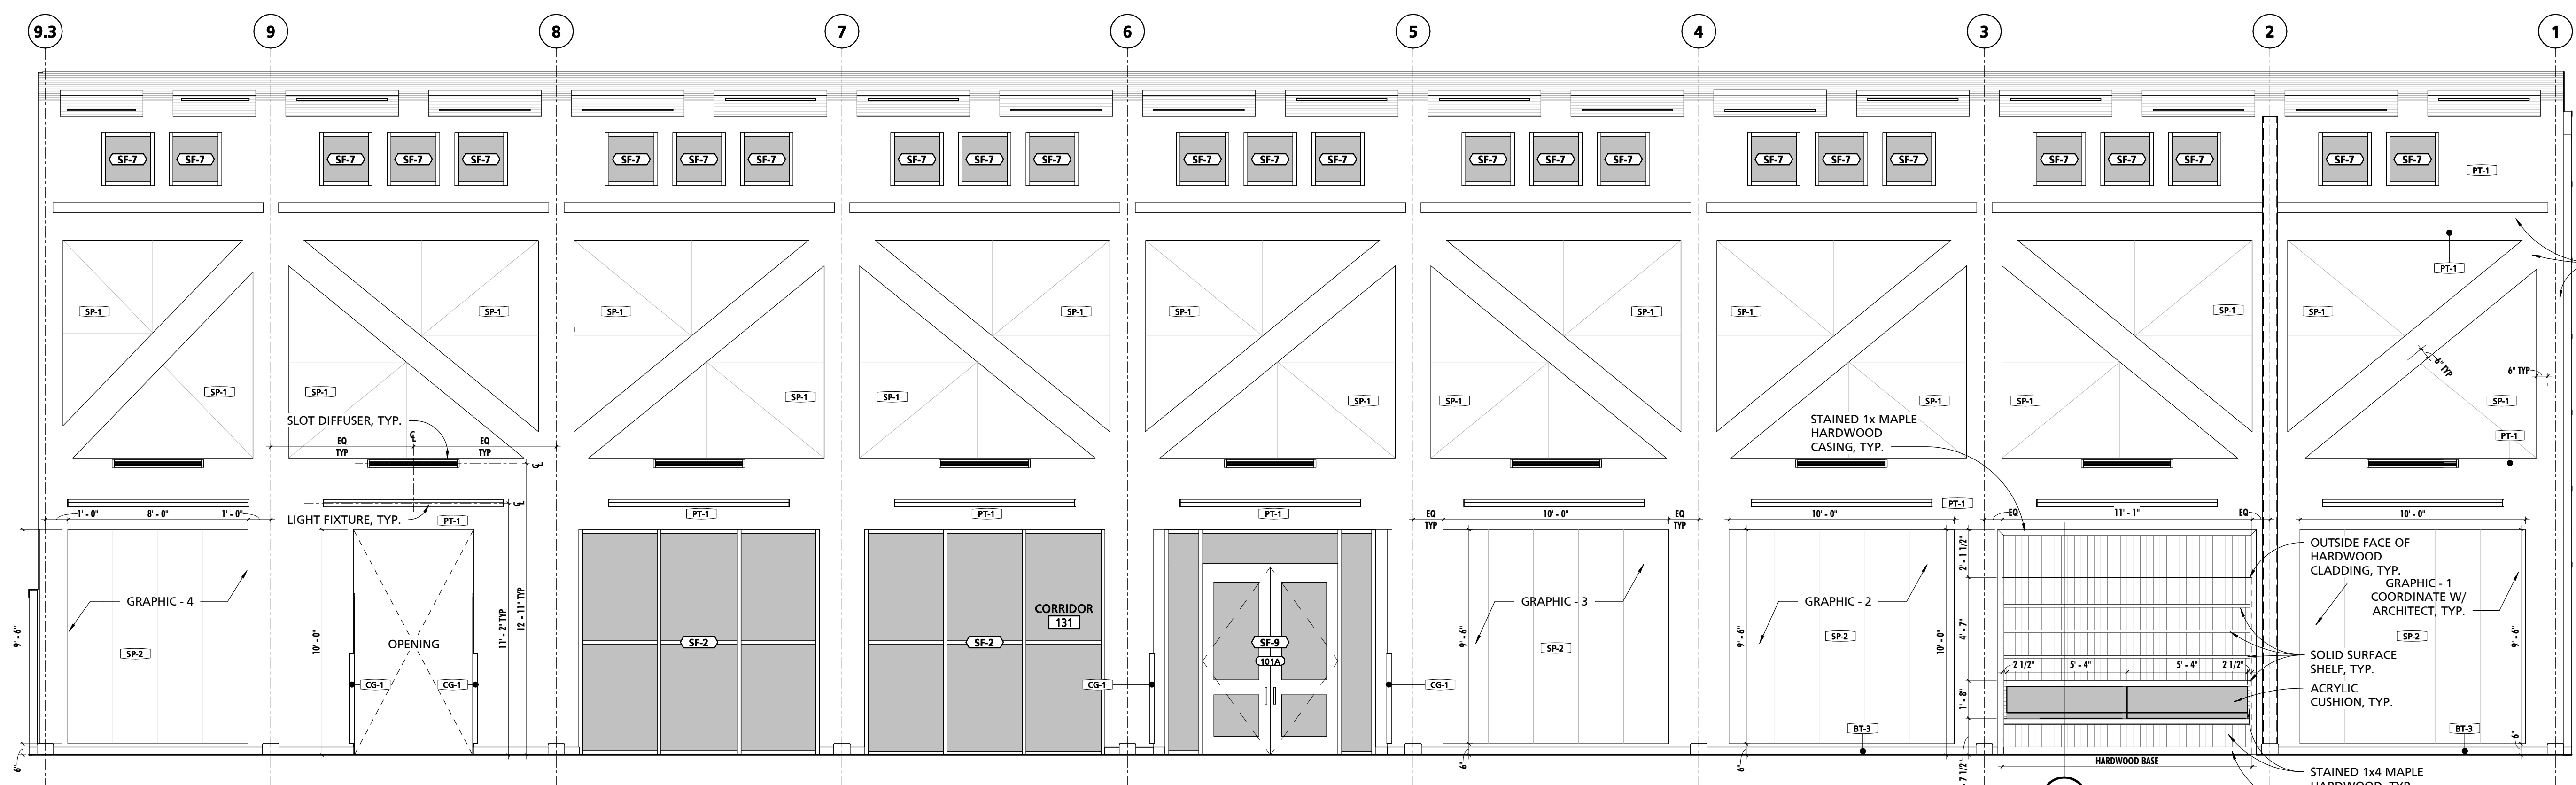 9.3 9 8 7 6 5 4 3 2 1
SF-7 SF-7 SF-7 SF-7 SF-7 SF-7 SF-7 SF-7 SF-7 SF-7 SF-7 SF-7 SF-7 SF-7 SF-7 SF-7 SF-7 SF-7 SF-7 SF-7 SF-7 SF-7 SF-7 SF-7 SF-7
PT-1
PT-1
SP-1 SP-1 SP-1 SP-1 SP-1 SP-1 SP-1 SP-1 SP-1
6" TYP
6" TYP
SP-1 SP-1 SP-1 SP-1 SP-1 SP-1 SP-1 SP-1 SP-1
SLOT DIFFUSER, TYP.
STAINED 1x MAPLE
HARDWOOD
CASING, TYP.
EQ
TYP
EQ
TYP
PT-1
1' - 0" 8' - 0" 1' - 0"
LIGHT FIXTURE, TYP.
PT-1 PT-1 PT-1 PT-1
EQ
TYP
10' - 0"
EQ
TYP
10' - 0"
PT-1
EQ 11' - 1" EQ
10' - 0"
2' - 1 1/2"
OUTSIDE FACE OF
HARDWOOD
CLADDING, TYP.
GRAPHIC - 1
COORDINATE W/
ARCHITECT, TYP.
GRAPHIC - 4
GRAPHIC - 3
GRAPHIC - 2
CORRIDOR
131
9' - 6"
10' - 0"
OPENING
11' - 2" TYP
12' - 11" TYP
SF-2 SF-2 SF-9
101A
9' - 6"
SP-2
9' - 6"
SP-2
10' - 0"
4' - 7"
SP-2
9' - 6"
SP-2
SOLID SURFACE
SHELF, TYP.
2 1/2" 5' - 4" 5' - 4" 2 1/2"
CG-1 CG-1 CG-1 CG-1
1' - 8"
ACRYLIC
CUSHION, TYP.
BT-3 BT-3
6" 6" 6" 6"
7 1/2"
HARDWOOD BASE
STAINED 1x4 MAPLE
HARDWOOD, TYP.